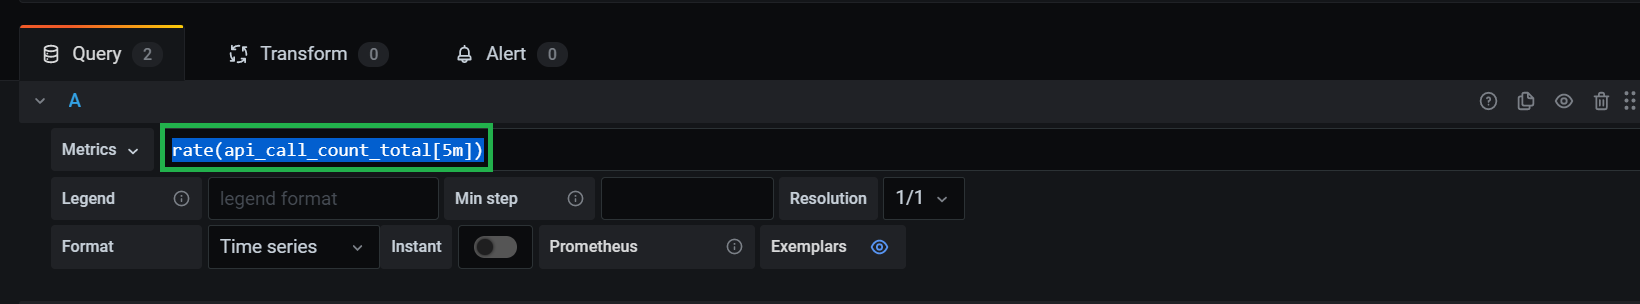 Query 2 Transform 0 Alert 0
A
Metrics rate(api_call_count_total[5m])
Legend legend format Min step Resolution 1/1
Format Time series Instant Prometheus Exemplars